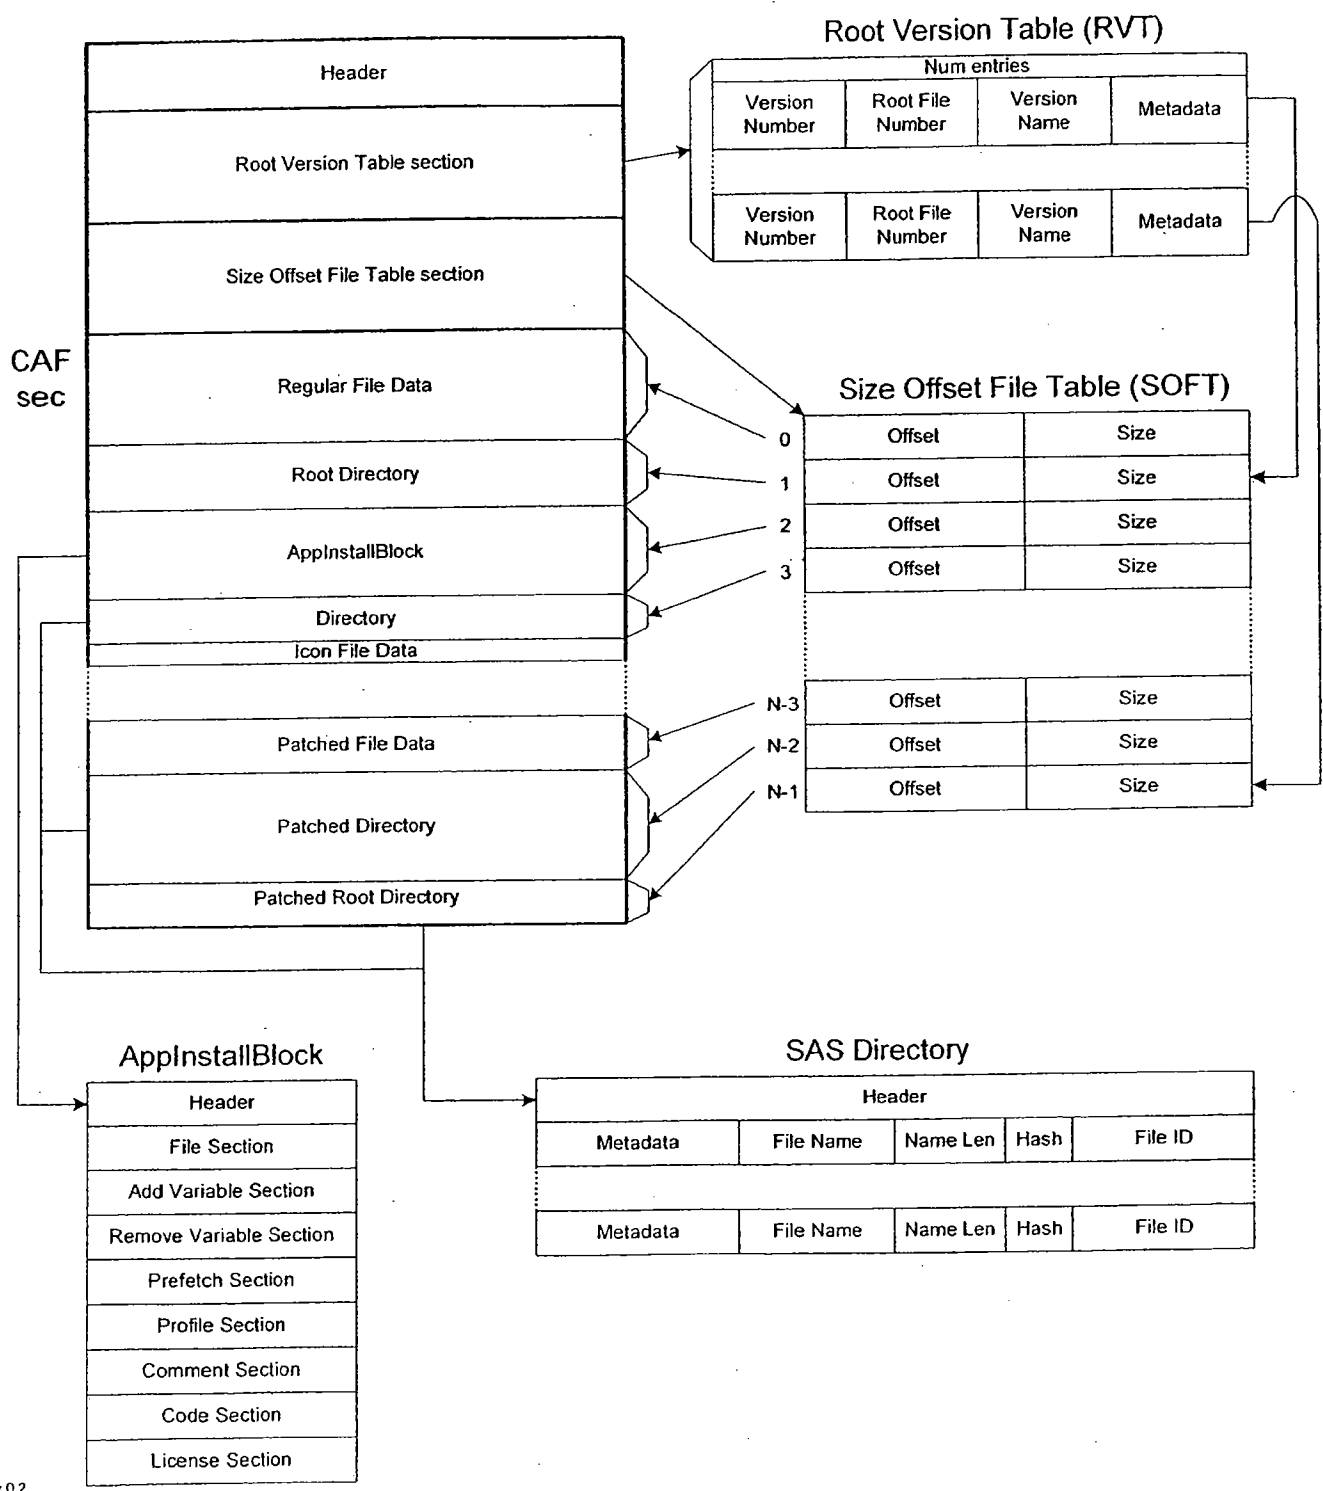 Root Version Table (RVT)
Header
Num entries
Version Number
Root File Number
Version Name
Metadata
Root Version Table section
Version Number
Root File Number
Version Name
Metadata
Size Offset File Table section
CAF sec
Regular File Data
Size Offset File Table (SOFT)
0 Offset Size
Root Directory
1 Offset Size
AppInstallBlock
2 Offset Size
3 Offset Size
Directory
Icon File Data
N-3 Offset Size
Patched File Data
N-2 Offset Size
N-1 Offset Size
Patched Directory
Patched Root Directory
AppInstallBlock
Header
File Section
Add Variable Section
Remove Variable Section
Prefetch Section
Profile Section
Comment Section
Code Section
License Section
SAS Directory
Header
Metadata File Name Name Len Hash File ID
Metadata File Name Name Len Hash File ID